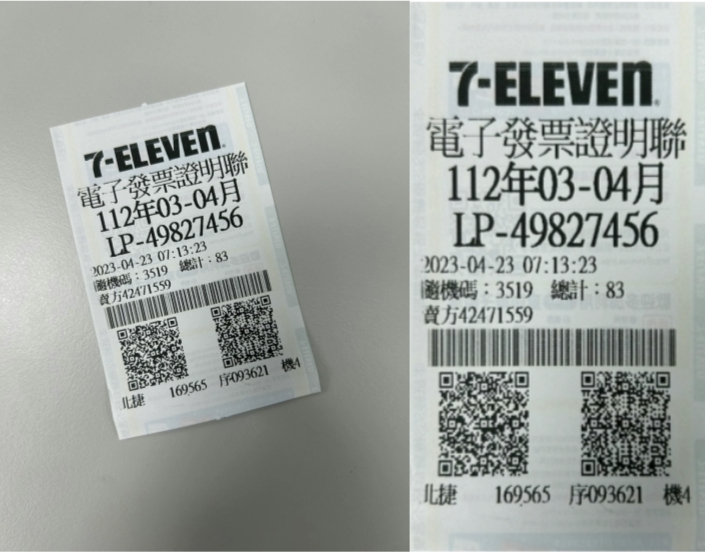 7-ELEVEn
電子發票證明聯
112年03-04月
LP-49827456
2023-04-23 07:13:23
隨機碼：3519 總計：83
賣方42471559
北捷 169565 序093621 機4
7-ELEVEn
電子發票證明聯
112年03-04月
LP-49827456
2023-04-23 07:13:23
隨機碼：3519 總計：83
賣方42471559
北捷 169565 序093621 機4